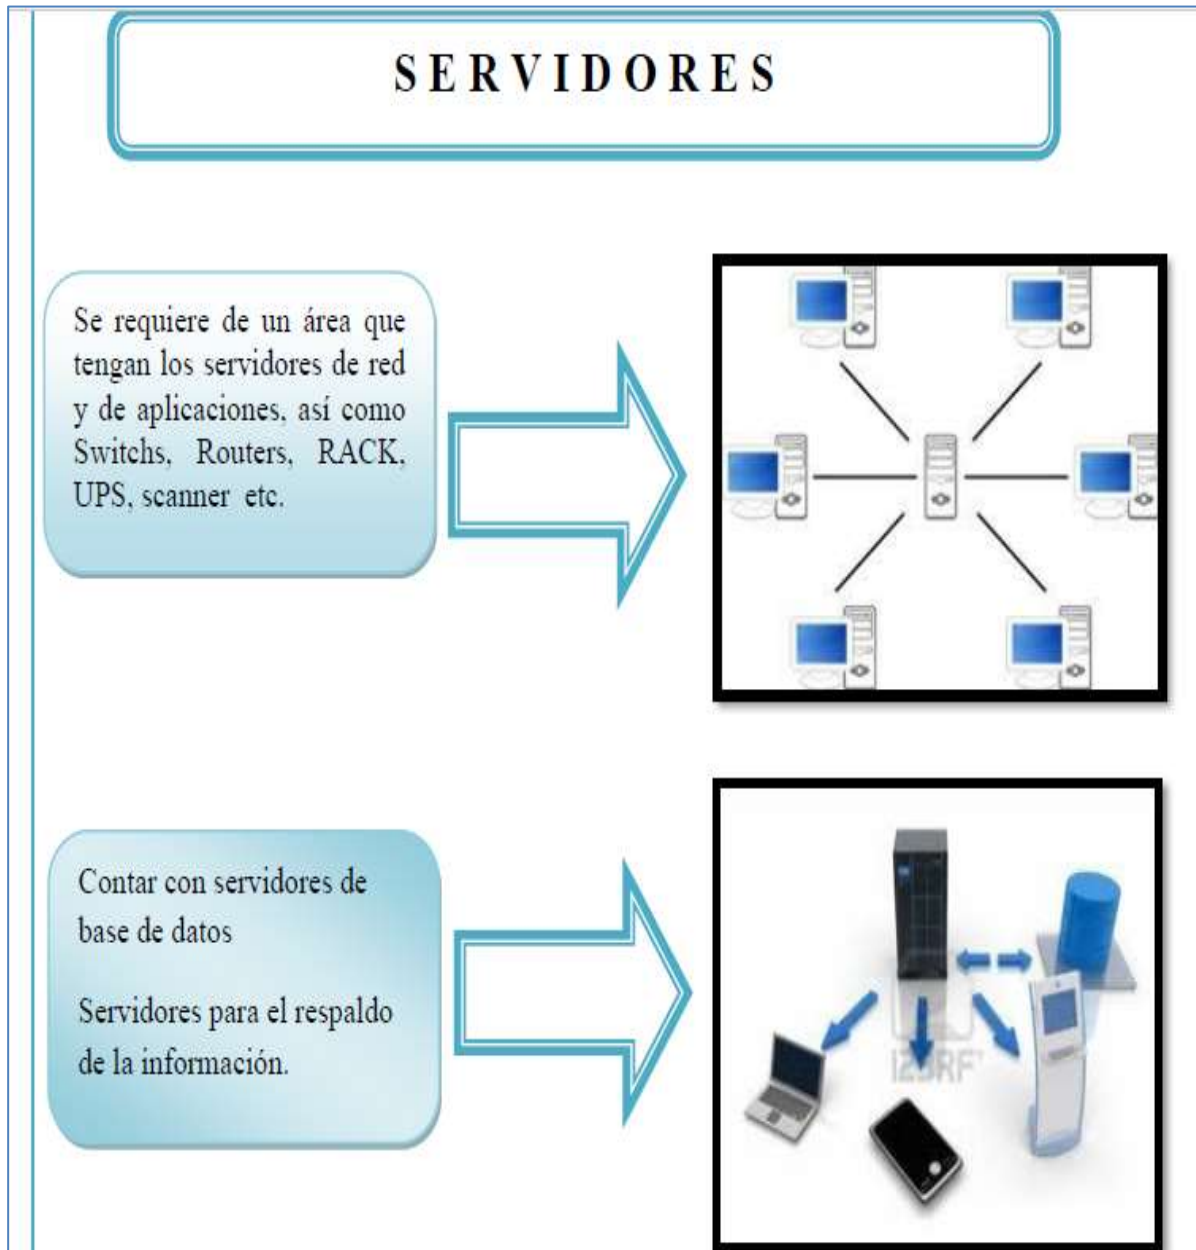 SERVIDORES
Se requiere de un área que
tengan los servidores de red
y de aplicaciones, así como
Switchs, Routers, RACK,
UPS, scanner etc.
Contar con servidores de
base de datos
Servidores para el respaldo
de la información.
123RF